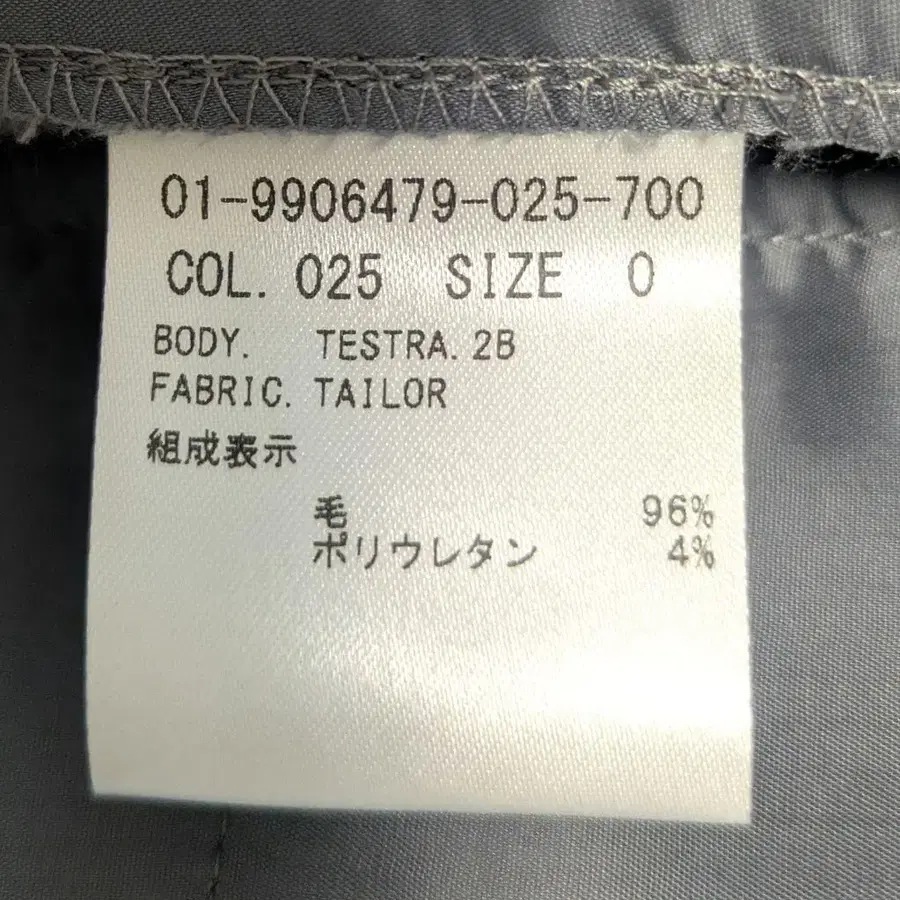 01-9906479-025-700
COL. 025 SIZE 0
BODY. TESTRA. 2B
FABRIC. TAILOR
組成表示
毛 96%
ポリウレタン 4%